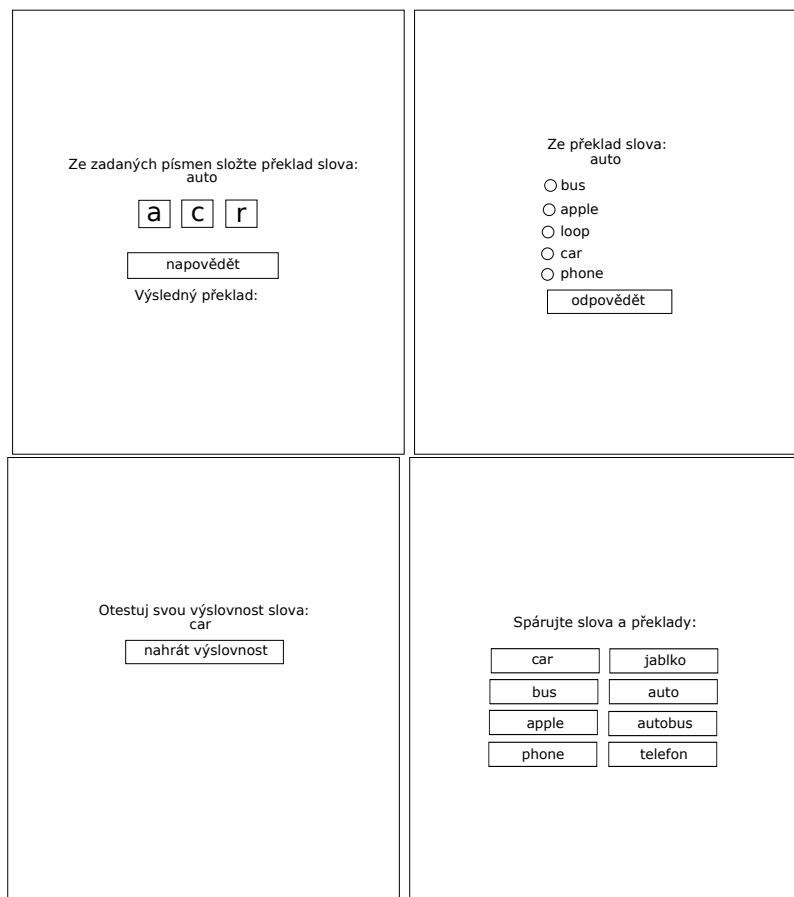 Ze zadaných písmen složte překlad slova:
auto
a c r
napovědět
Výsledný překlad:
Ze překlad slova:
auto
bus
apple
loop
car
phone
odpovědět
Otestuj svou výslovnost slova:
car
nahrát výslovnost
Spárujte slova a překlady:
car jablko
bus auto
apple autobus
phone telefon